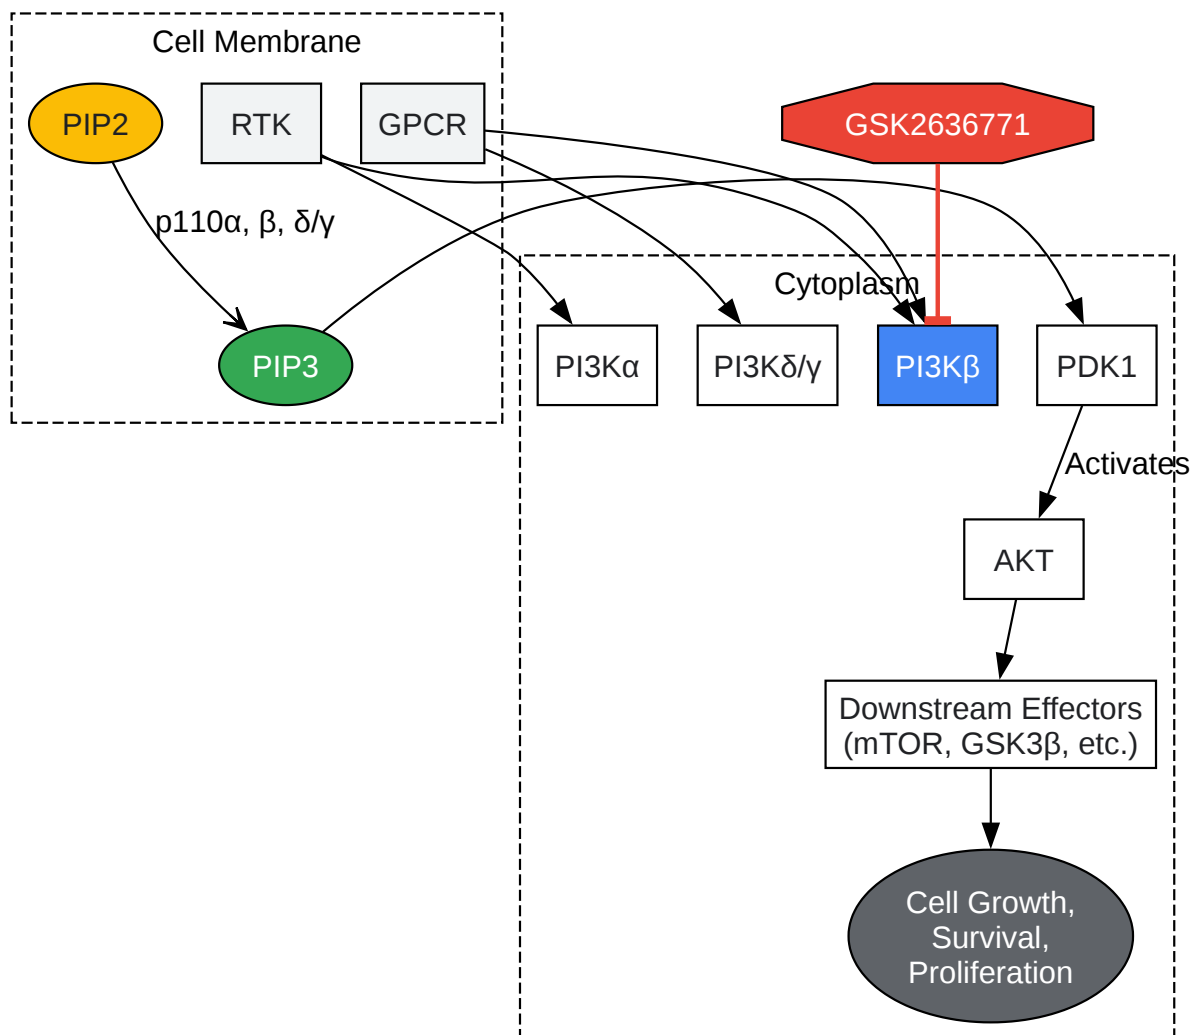 Cell Membrane
PIP2
RTK
GPCR
GSK2636771
p110α, β, δ/γ
Cytoplasm
PIP3
PI3Kα
PI3Kδ/γ
PI3Kβ
PDK1
Activates
AKT
Downstream Effectors
(mTOR, GSK3β, etc.)
Cell Growth,
Survival,
Proliferation